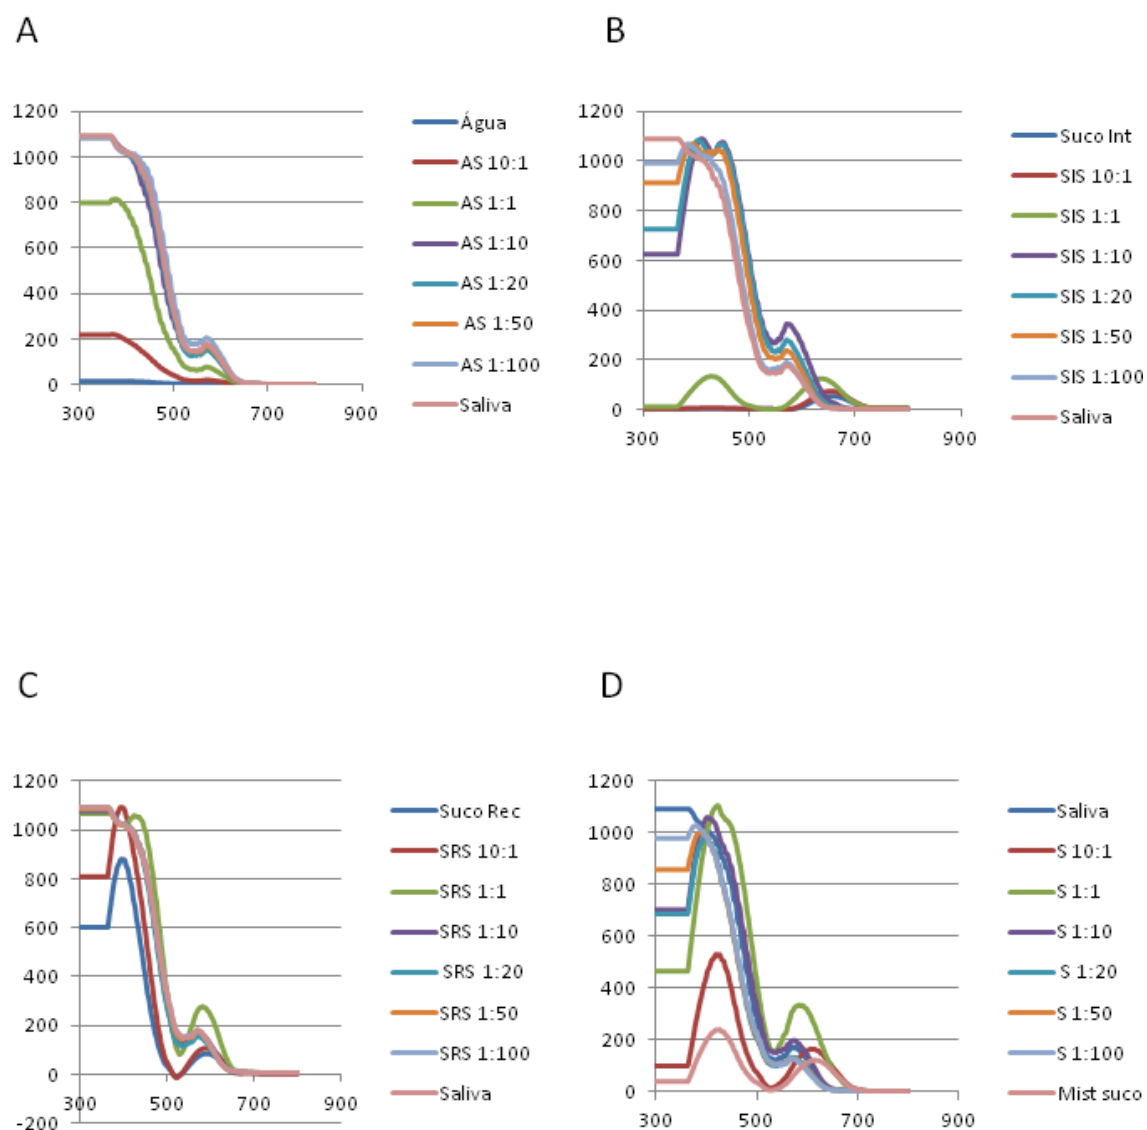 A
B
1200
1000
800
600
400
200
0
300
500
700
900
Água
AS 10:1
AS 1:1
AS 1:10
AS 1:20
AS 1:50
AS 1:100
Saliva
1200
1000
800
600
400
200
0
300
500
700
900
Suco Int
SIS 10:1
SIS 1:1
SIS 1:10
SIS 1:20
SIS 1:50
SIS 1:100
Saliva
C
D
1200
1000
800
600
400
200
0
-200
300
500
700
900
Suco Rec
SRS 10:1
SRS 1:1
SRS 1:10
SRS 1:20
SRS 1:50
SRS 1:100
Saliva
1200
1000
800
600
400
200
0
300
500
700
900
Saliva
S 10:1
S 1:1
S 1:10
S 1:20
S 1:50
S 1:100
Mist suco